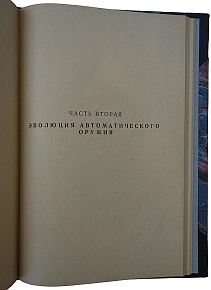 ЧАСТЬ ВТОРАЯ
ЭВОЛЮЦИЯ АВТОМАТИЧЕСКОГО
ОРУЖИЯ